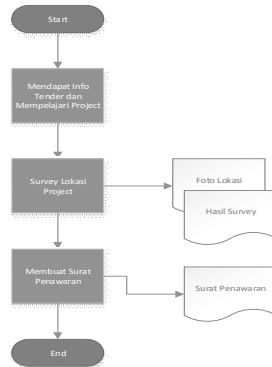 Start
Mendapat Info
Tender dan
Mempelajari Project
Survey Lokasi
Project
Foto Lokasi
Hasil Survey
Membuat Surat
Penawaran
Surat Penawaran
End